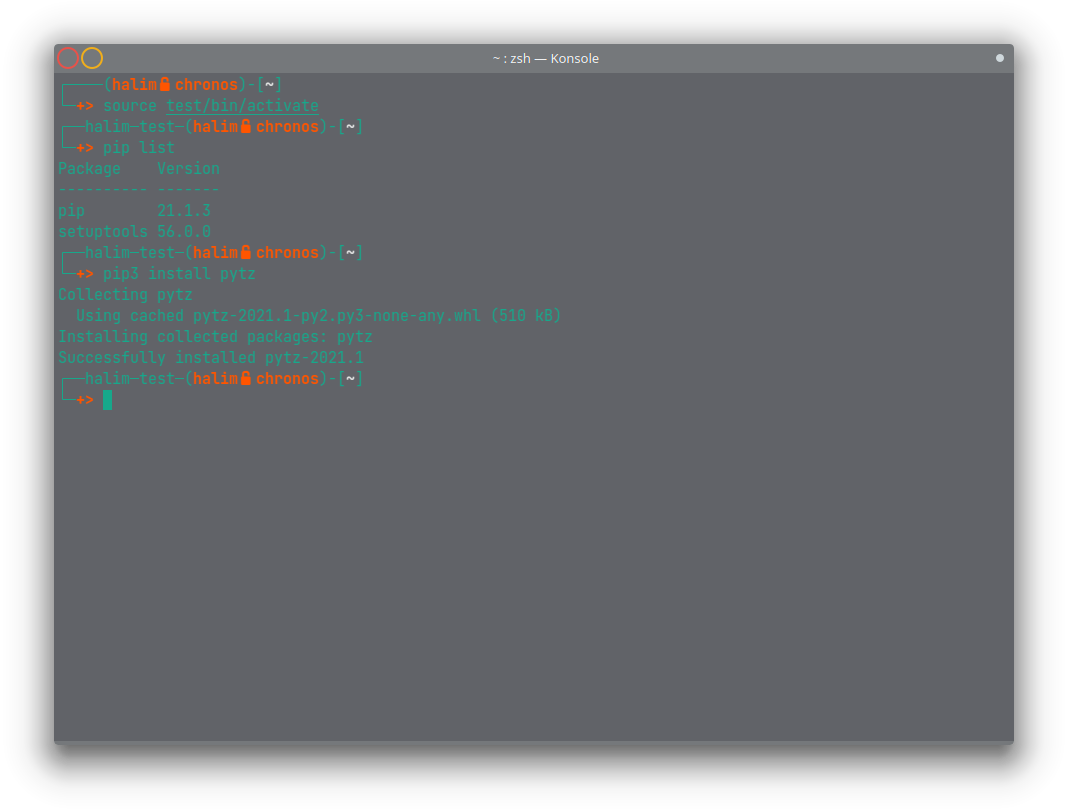 ~ : zsh — Konsole
┌────(halim🔒chronos)-[~]
└─+> source test/bin/activate
┌──halim-test-(halim🔒chronos)-[~]
└─+> pip list
Package    Version
---------- -------
pip        21.1.3
setuptools 56.0.0
┌──halim-test-(halim🔒chronos)-[~]
└─+> pip3 install pytz
Collecting pytz
  Using cached pytz-2021.1-py2.py3-none-any.whl (510 kB)
Installing collected packages: pytz
Successfully installed pytz-2021.1
┌──halim-test-(halim🔒chronos)-[~]
└─+>